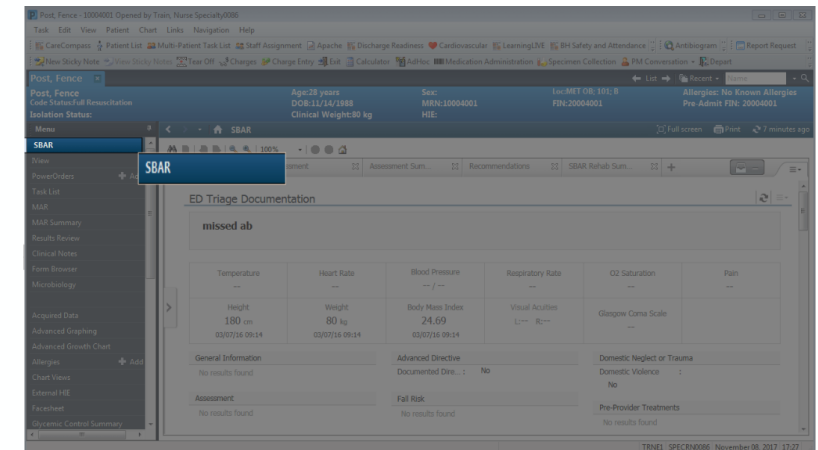 Post, Fence - 10004001 Opened by Train, Nurse Specialty0086
Task Edit View Patient Chart Links Navigation Help
CareCompass Patient List Multi-Patient Task List Staff Assignment Apache Discharge Readiness Cardiovascular LearningLIVE BH Safety and Attendance Antibiogram Report Request
New Sticky Note View Sticky Notes Tear Off Charges Charge Entry Exit Calculator AdHoc Medication Administration Specimen Collection PM Conversation Depart
Post, Fence List Recent Name
Post, Fence Age:28 years Sex: Loc:MET OB; 101; B Allergies: No Known Allergies
Code Status:Full Resuscitation DOB:11/14/1988 MRN:10004001 FIN:20004001 Pre-Admit FIN: 20004001
Isolation Status: Clinical Weight:80 kg HIE:
Menu SBAR Full screen Print 7 minutes ago
SBAR 100%
iView SBAR Assessment Sum... Recommendations SBAR Rehab Sum...
PowerOrders
Task List ED Triage Documentation
MAR
MAR Summary missed ab
Results Review
Clinical Notes
Form Browser Temperature Heart Rate Blood Pressure Respiratory Rate O2 Saturation Pain
Microbiology -- -- -- / -- -- -- --
Height Weight Body Mass Index Visual Acuities Glasgow Coma Scale
Acquired Data 180 cm 80 kg 24.69 L:-- R:-- --
Advanced Graphing 03/07/16 09:14 03/07/16 09:14 03/07/16 09:14
Advanced Growth Chart
Allergies Add General Information Advanced Directive Domestic Neglect or Trauma
Chart Views No results found Documented Dire... : No Domestic Violence :
External HIE No
Facesheet Assessment Fall Risk Pre-Provider Treatments
Glycemic Control Summary No results found No results found No results found
TRNE1 SPECRN0086 November 08, 2017 17:27